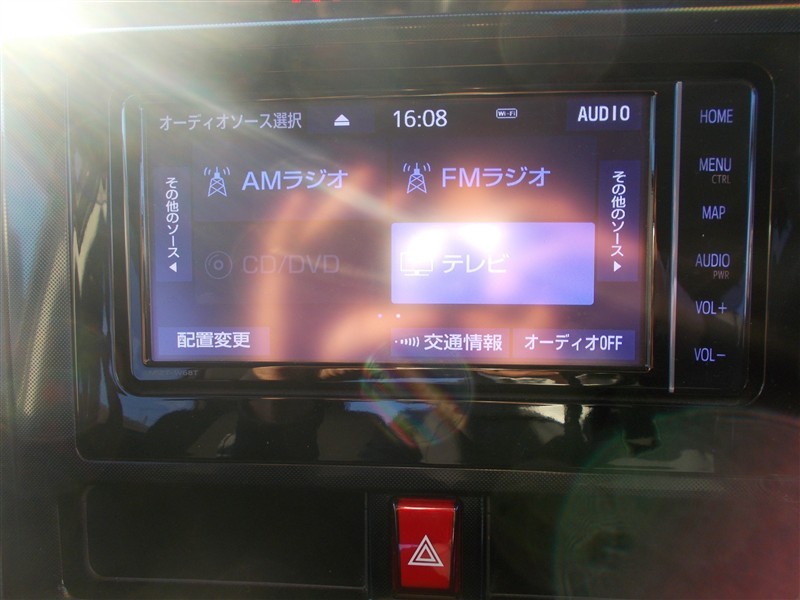 オーディオソース選択 16:08 Wi-Fi AUDIO
その他のソース
AMラジオ
FMラジオ
その他のソース
CD/DVD
テレビ
配置変更
交通情報
オーディオOFF
HOME
MENU
CTRL
MAP
AUDIO
PWR
VOL+
VOL-